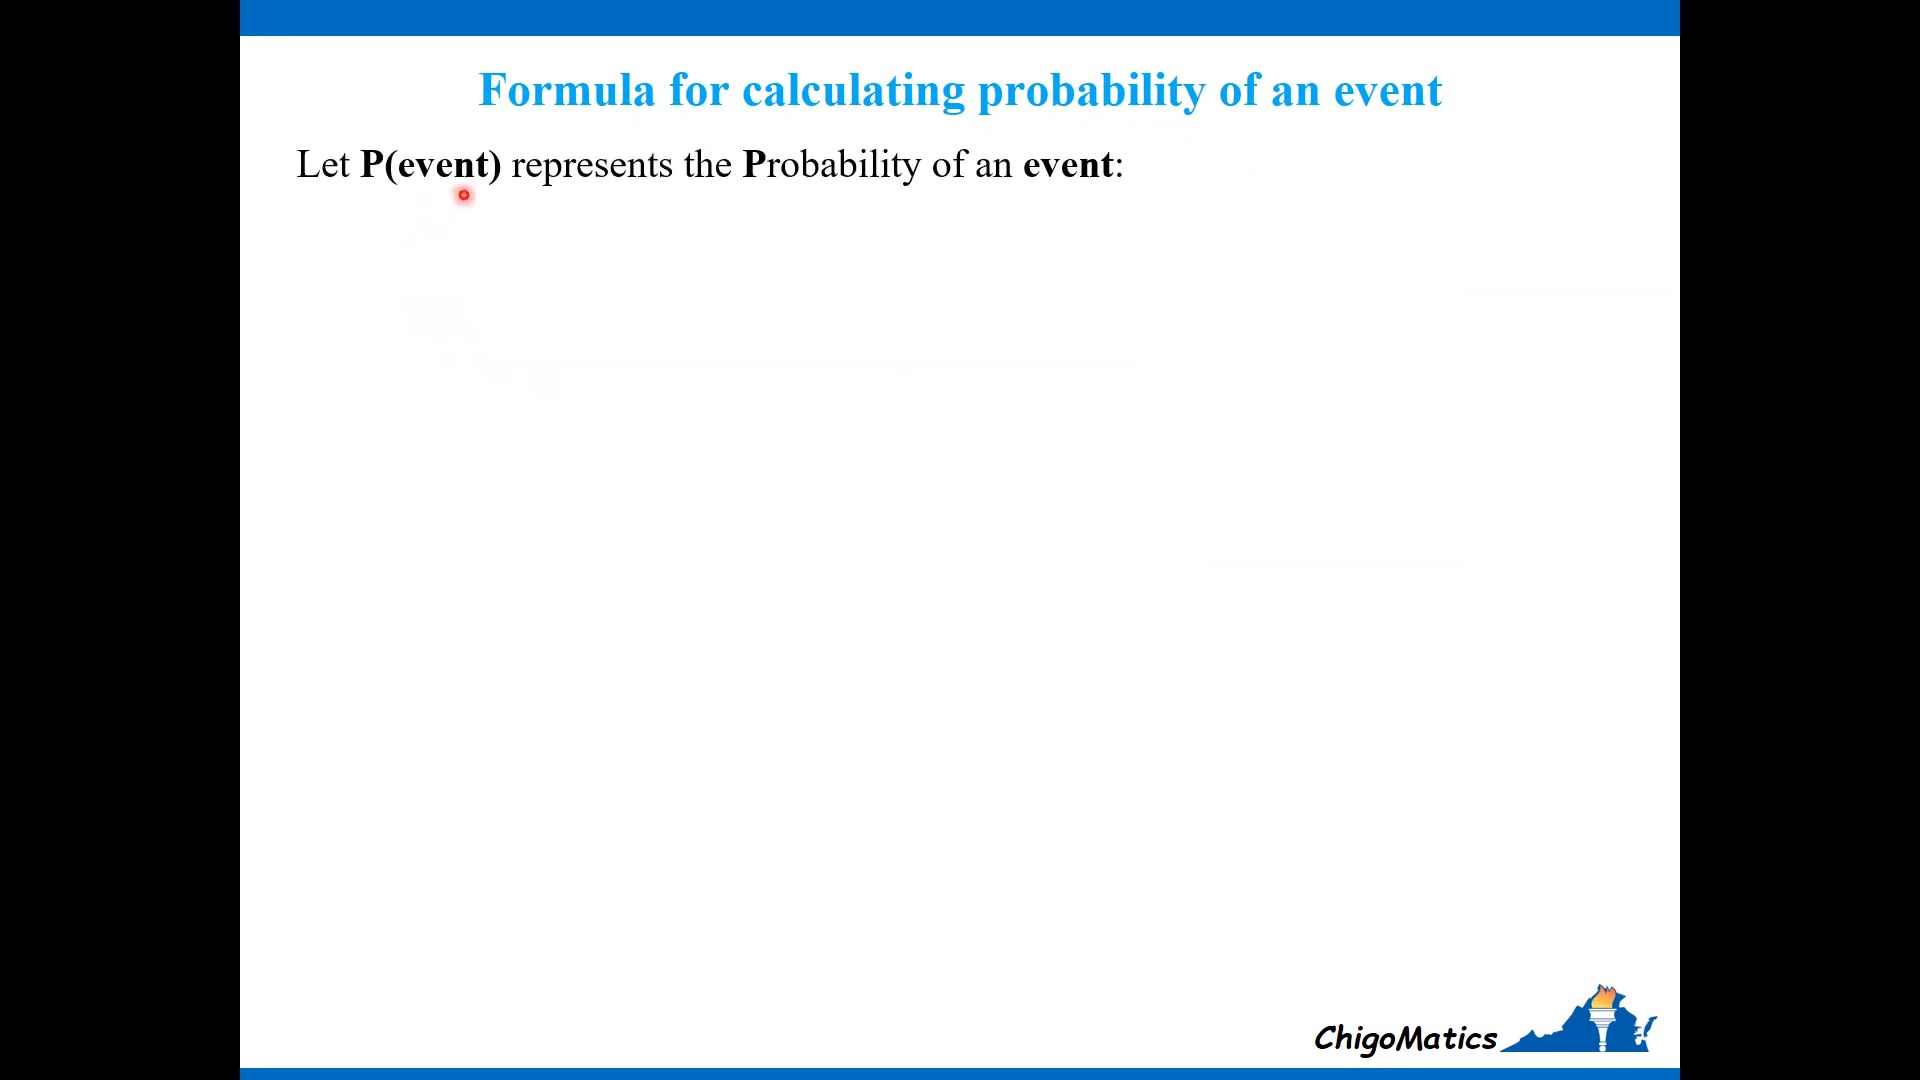 Formula for calculating probability of an event
Let P(event) represents the Probability of an event:
ChigoMatics